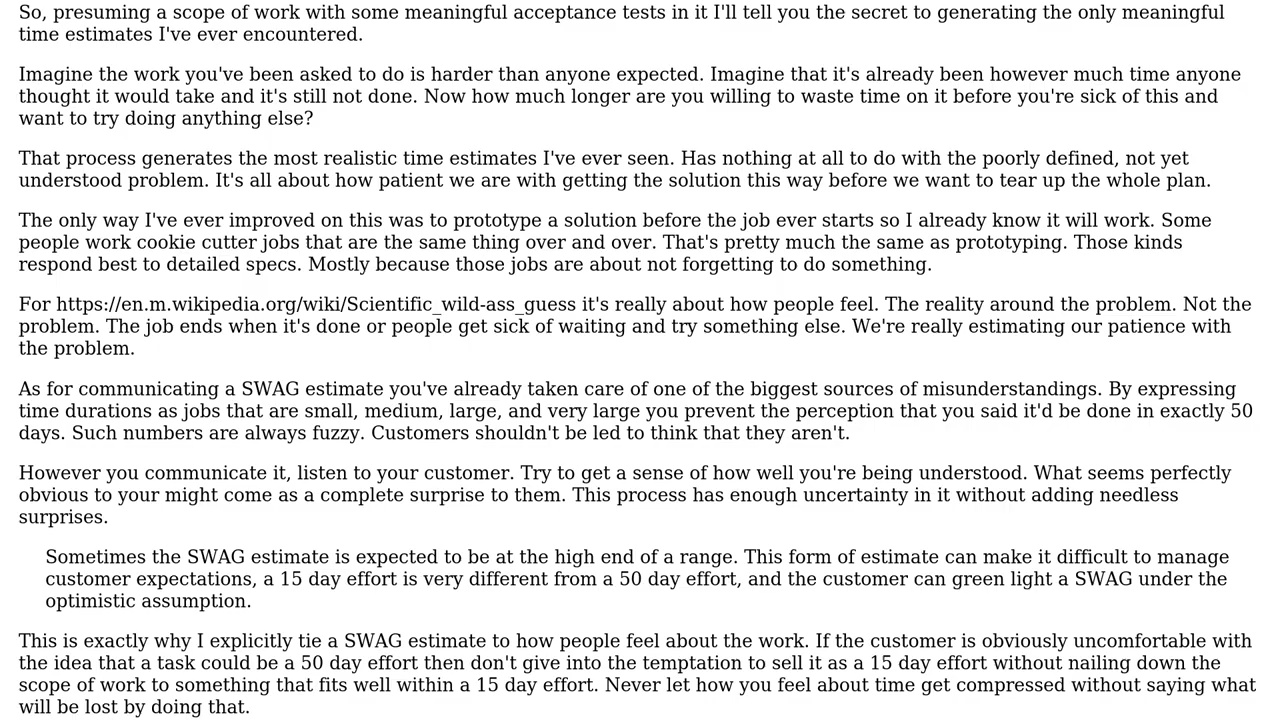 So, presuming a scope of work with some meaningful acceptance tests in it I'll tell you the secret to generating the only meaningful
time estimates I've ever encountered.
Imagine the work you've been asked to do is harder than anyone expected. Imagine that it's already been however much time anyone
thought it would take and it's still not done. Now how much longer are you willing to waste time on it before you're sick of this and
want to try doing anything else?
That process generates the most realistic time estimates I've ever seen. Has nothing at all to do with the poorly defined, not yet
understood problem. It's all about how patient we are with getting the solution this way before we want to tear up the whole plan.
The only way I've ever improved on this was to prototype a solution before the job ever starts so I already know it will work. Some
people work cookie cutter jobs that are the same thing over and over. That's pretty much the same as prototyping. Those kinds
respond best to detailed specs. Mostly because those jobs are about not forgetting to do something.
For https://en.m.wikipedia.org/wiki/Scientific_wild-ass_guess it's really about how people feel. The reality around the problem. Not the
problem. The job ends when it's done or people get sick of waiting and try something else. We're really estimating our patience with
the problem.
As for communicating a SWAG estimate you've already taken care of one of the biggest sources of misunderstandings. By expressing
time durations as jobs that are small, medium, large, and very large you prevent the perception that you said it'd be done in exactly 50
days. Such numbers are always fuzzy. Customers shouldn't be led to think that they aren't.
However you communicate it, listen to your customer. Try to get a sense of how well you're being understood. What seems perfectly
obvious to your might come as a complete surprise to them. This process has enough uncertainty in it without adding needless
surprises.
Sometimes the SWAG estimate is expected to be at the high end of a range. This form of estimate can make it difficult to manage
customer expectations, a 15 day effort is very different from a 50 day effort, and the customer can green light a SWAG under the
optimistic assumption.
This is exactly why I explicitly tie a SWAG estimate to how people feel about the work. If the customer is obviously uncomfortable with
the idea that a task could be a 50 day effort then don't give into the temptation to sell it as a 15 day effort without nailing down the
scope of work to something that fits well within a 15 day effort. Never let how you feel about time get compressed without saying what
will be lost by doing that.